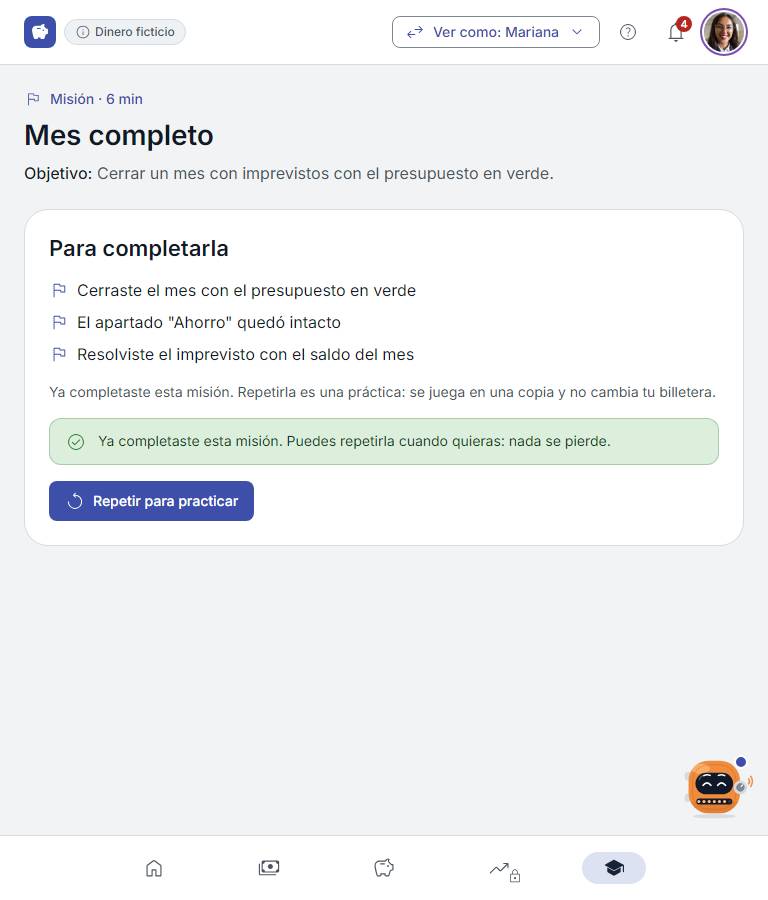 Dinero ficticio
Ver como: Mariana
4
Misión · 6 min
Mes completo
Objetivo: Cerrar un mes con imprevistos con el presupuesto en verde.
Para completarla
Cerraste el mes con el presupuesto en verde
El apartado "Ahorro" quedó intacto
Resolviste el imprevisto con el saldo del mes
Ya completaste esta misión. Repetirla es una práctica: se juega en una copia y no cambia tu billetera.
Ya completaste esta misión. Puedes repetirla cuando quieras: nada se pierde.
Repetir para practicar